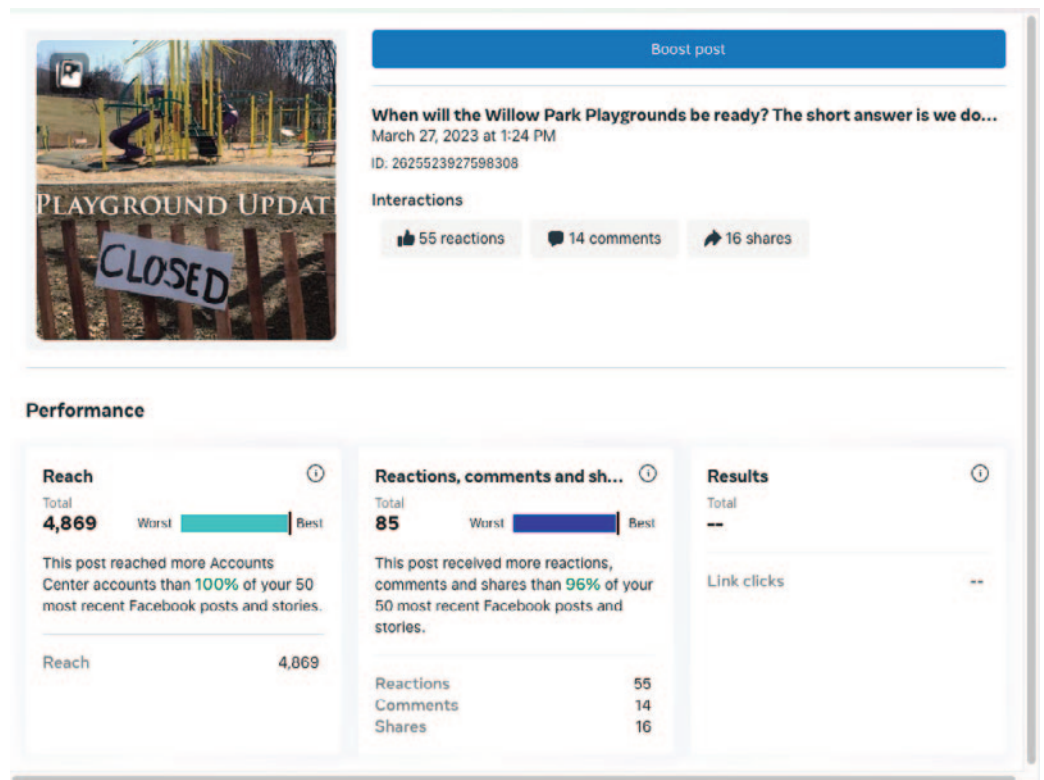 Boost post
PLAYGROUND UPDAT
CLOSED
When will the Willow Park Playgrounds be ready? The short answer is we do...
March 27, 2023 at 1:24 PM
ID: 2625523927598308
Interactions
55 reactions
14 comments
16 shares
Performance
Reach
Total
4,869
Worst
Best
This post reached more Accounts
Center accounts than 100% of your 50
most recent Facebook posts and stories.
Reach 4,869
Reactions, comments and sh...
Total
85
Worst
Best
This post received more reactions,
comments and shares than 96% of your
50 most recent Facebook posts and
stories.
Reactions 55
Comments 14
Shares 16
Results
Total
--
Link clicks --